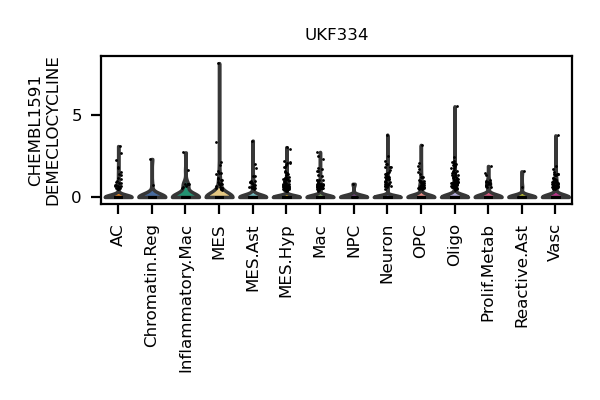 UKF334
CHEMBL1591
DEMECLOCYCLINE
5
0
AC
Chromatin.Reg
Inflammatory.Mac
MES
MES.Ast
MES.Hyp
Mac
NPC
Neuron
OPC
Oligo
Prolif.Metab
Reactive.Ast
Vasc